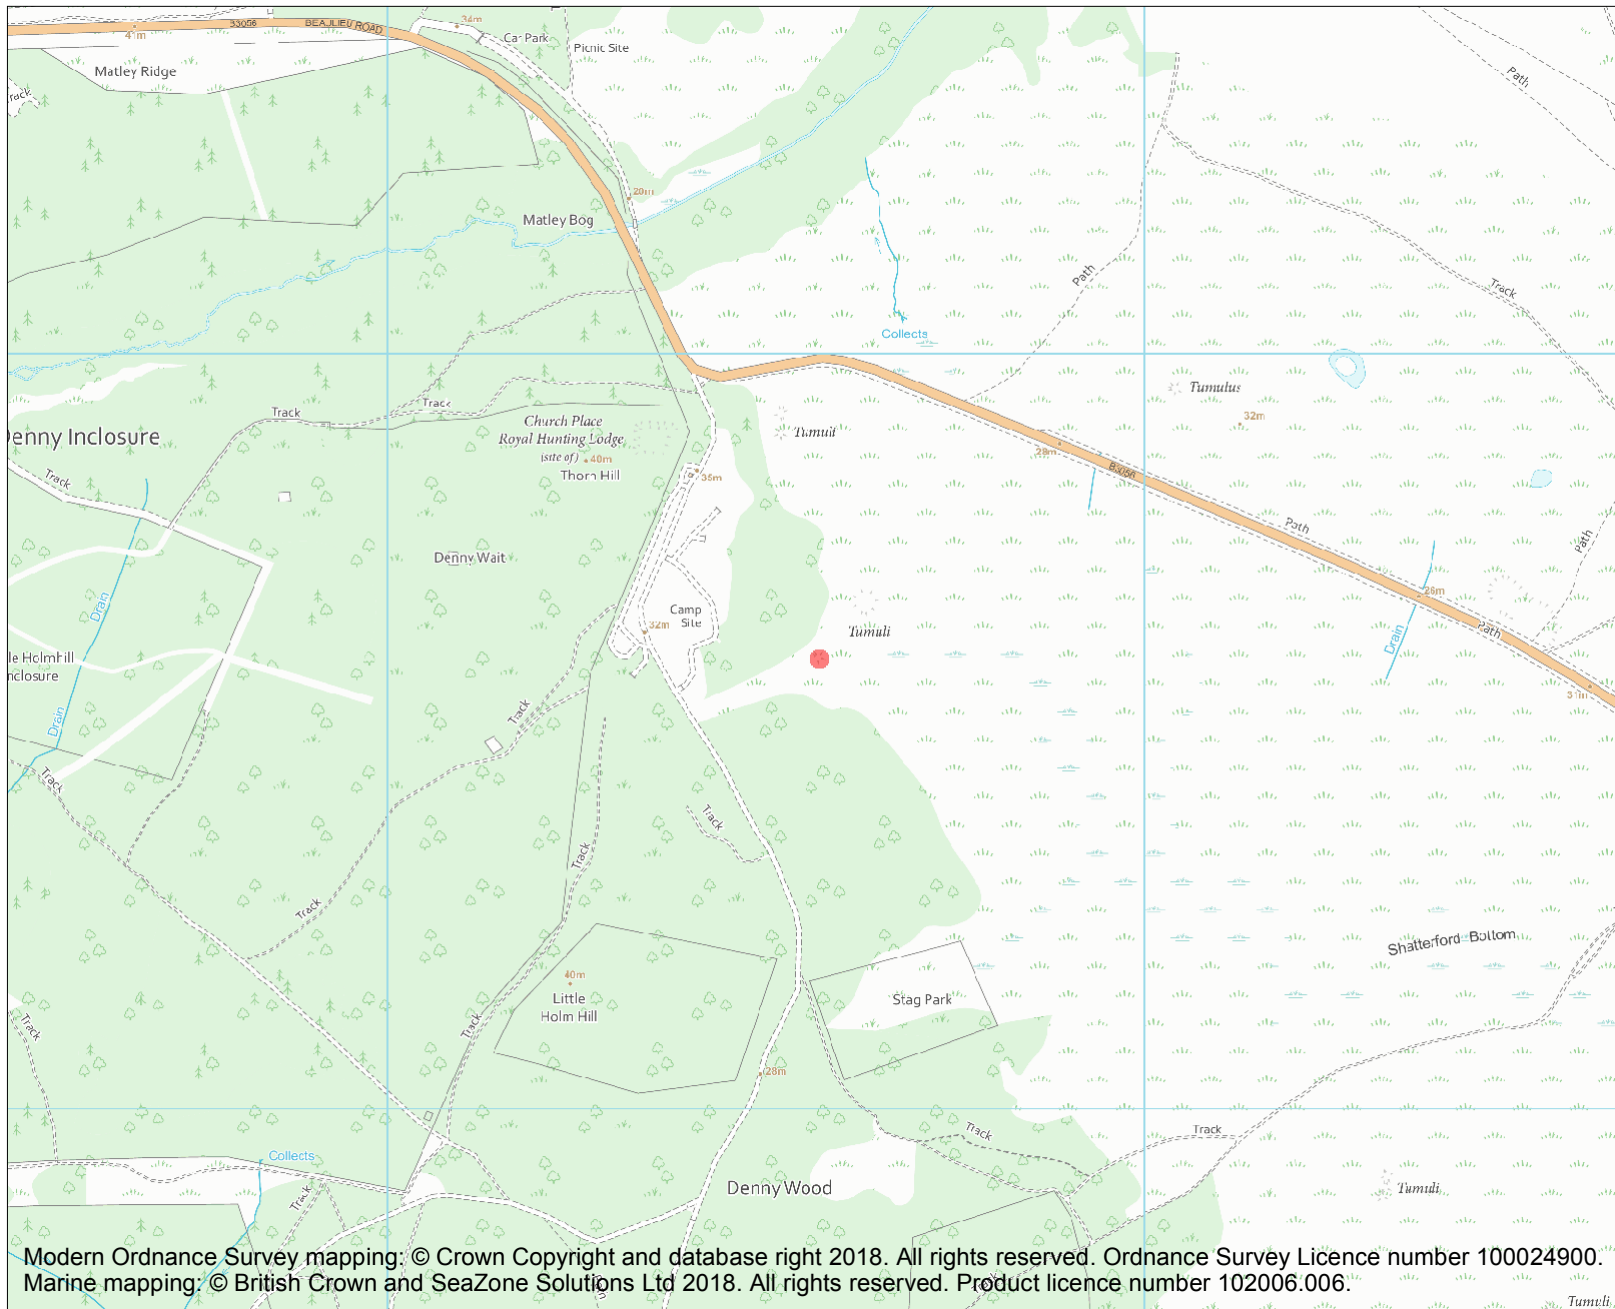 34m
B3056
BEAULIEU ROAD
41m
Car Park
Picnic Site
Matley Ridge
Track
Path
20m
Matley Bog
Path
Track
Collects
Tumulus
32m
Track
Track
Church Place
Royal Hunting Lodge
(site of)
40m
Thorn Hill
Tumuli
Denny Inclosure
28m
B3056
Track
35m
Path
Path
Denny Wait
26m
Drain
Camp
Site
32m
Tumuli
Path
Drain
le Holmhill
nclosure
31m
Drain
Track
Track
Track
Track
Track
Shatterford Bottom
40m
Little
Holm Hill
Stag Park
Track
Track
28m
Track
Track
Collects
Denny Wood
Tumuli
Track
Modern Ordnance Survey mapping: © Crown Copyright and database right 2018. All rights reserved. Ordnance Survey Licence number 100024900.
Marine mapping: © British Crown and SeaZone Solutions Ltd 2018. All rights reserved. Product licence number 102006.006.
Tumuli